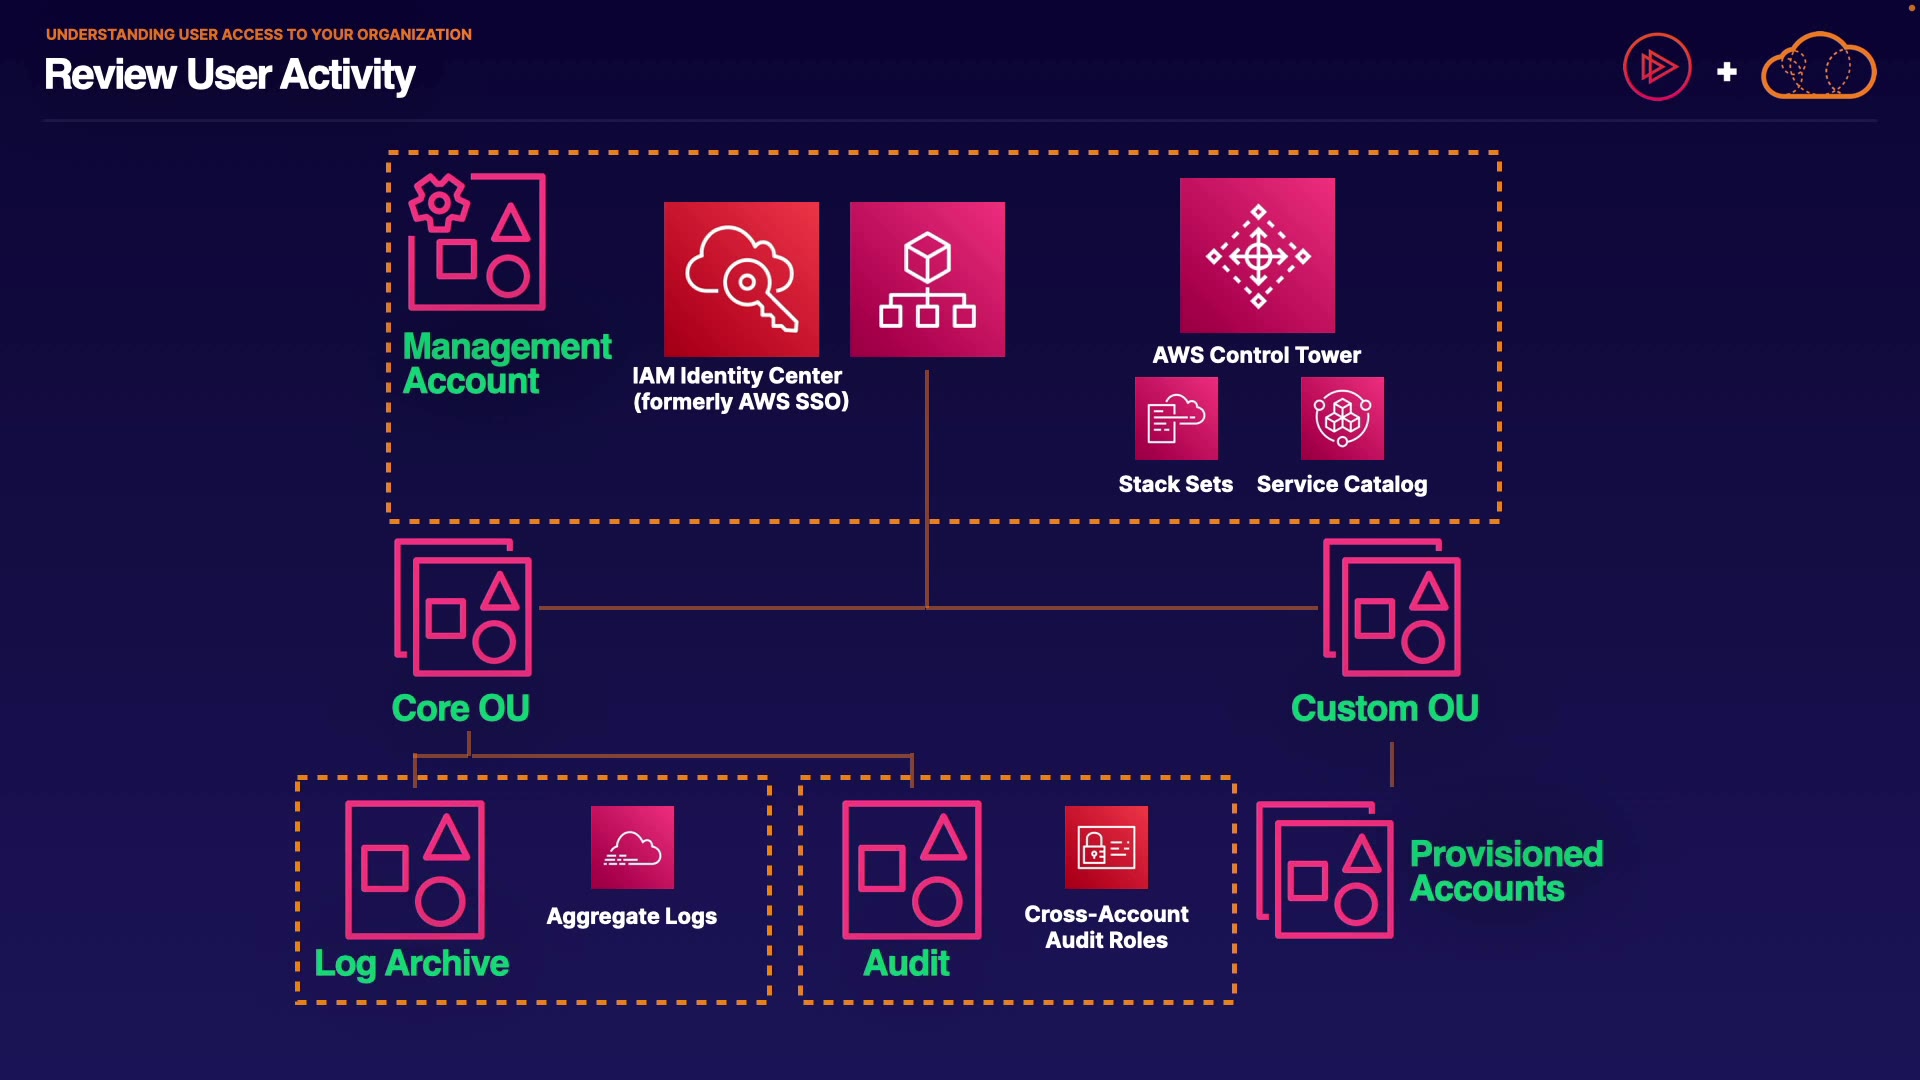 UNDERSTANDING USER ACCESS TO YOUR ORGANIZATION
Review User Activity
Management
Account
IAM Identity Center
(formerly AWS SSO)
AWS Control Tower
Stack Sets
Service Catalog
Core OU
Custom OU
Log Archive
Aggregate Logs
Audit
Cross-Account
Audit Roles
Provisioned
Accounts